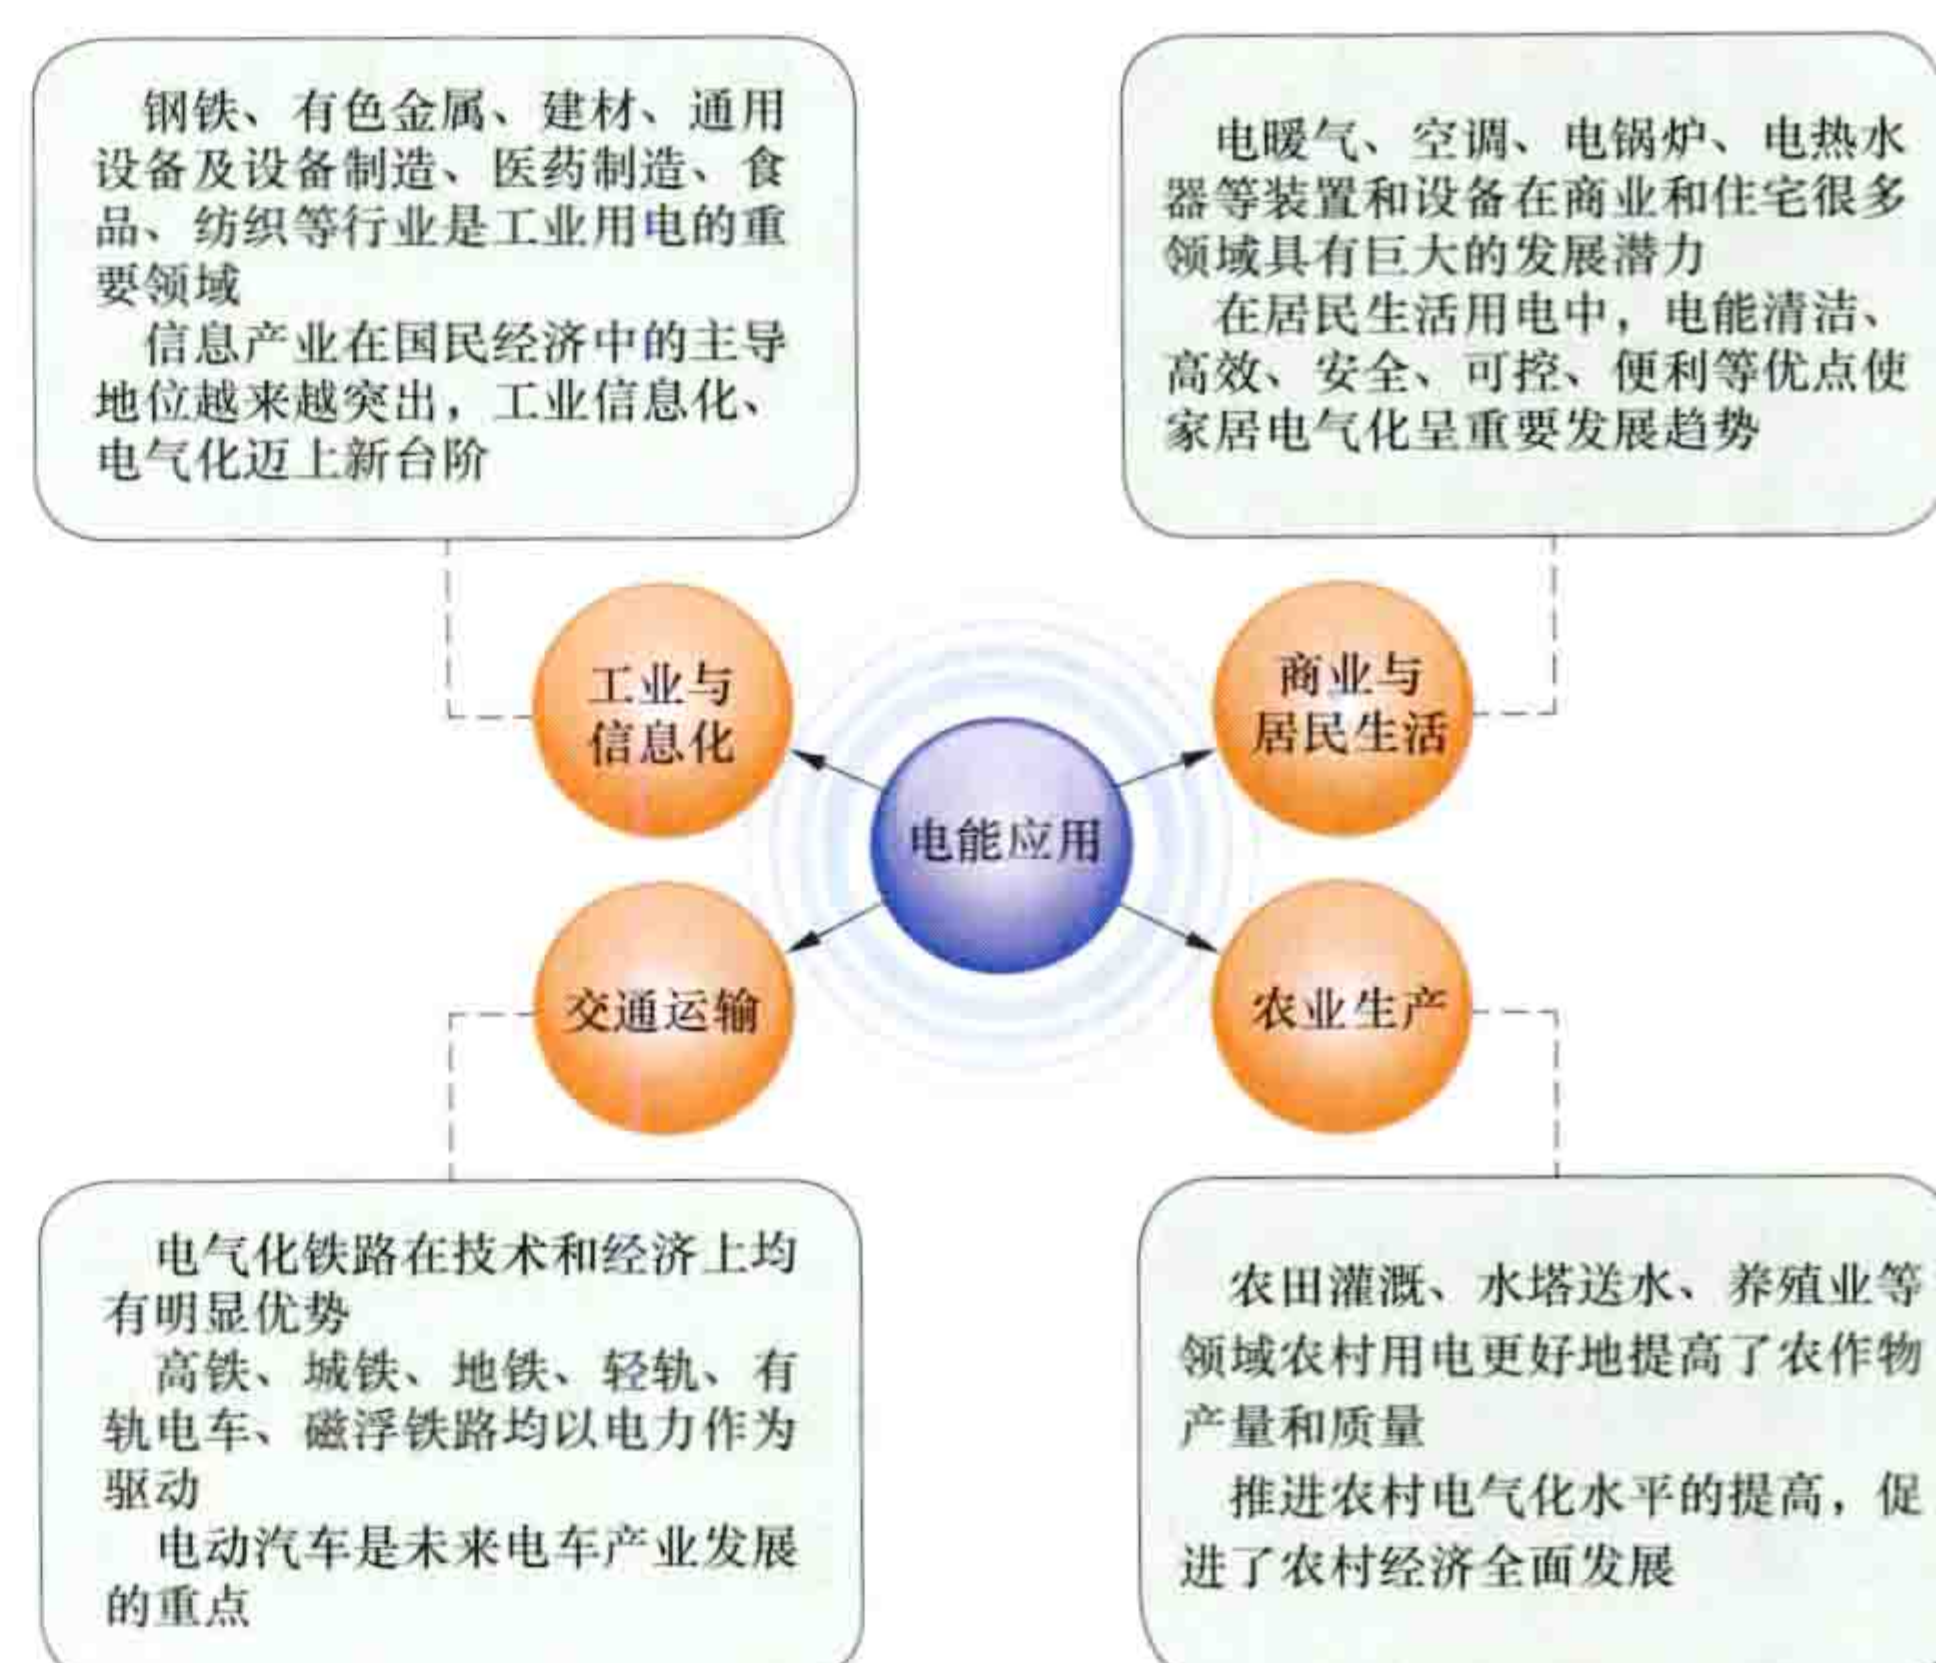 钢铁、有色金属、建材、通用
设备及设备制造、医药制造、食
品、纺织等行业是工业用电的重
要领域
信息产业在国民经济中的主导
地位越来越突出，工业信息化、
电气化迈上新台阶
电暖气、空调、电锅炉、电热水
器等装置和设备在商业和住宅很多
领域具有巨大的发展潜力
在居民生活用电中，电能清洁、
高效、安全、可控、便利等优点使
家居电气化呈重要发展趋势
工业与
信息化
商业与
居民生活
电能应用
交通运输
农业生产
电气化铁路在技术和经济上均
有明显优势
高铁、城铁、地铁、轻轨、有
轨电车、磁浮铁路均以电力作为
驱动
电动汽车是未来电车产业发展
的重点
农田灌溉、水塔送水、养殖业等
领域农村用电更好地提高了农作物
产量和质量
推进农村电气化水平的提高，促
进了农村经济全面发展